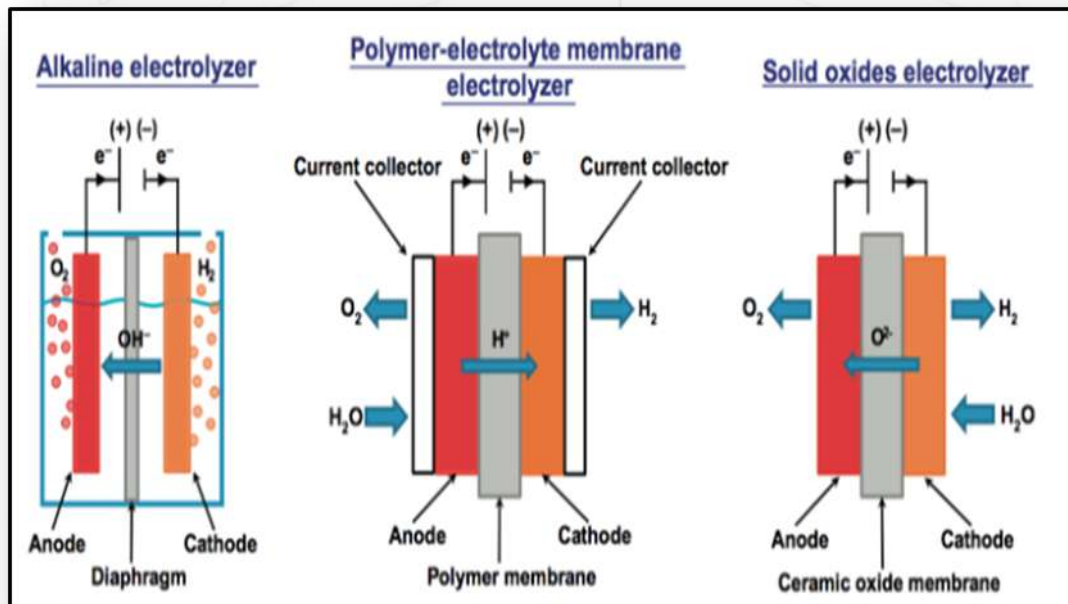 Alkaline electrolyzer
(+) (–)
e⁻ e⁻
O₂ H₂
OH⁻
Anode Cathode
Diaphragm
Polymer-electrolyte membrane
electrolyzer
(+) (–)
Current collector e⁻ e⁻ Current collector
O₂ H⁺ H₂
H₂O
Anode Cathode
Polymer membrane
Solid oxides electrolyzer
(+) (–)
e⁻
O₂ O²⁻ H₂
H₂O
Anode Cathode
Ceramic oxide membrane